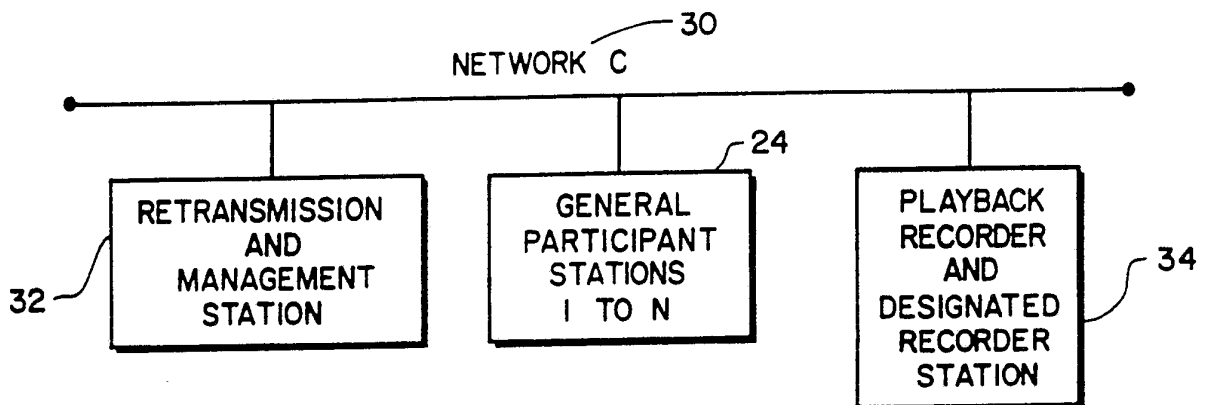 30
NETWORK C
24
32
RETRANSMISSION
AND
MANAGEMENT
STATION
GENERAL
PARTICIPANT
STATIONS
1 TO N
PLAYBACK
RECORDER
AND
DESIGNATED
RECORDER
STATION
34